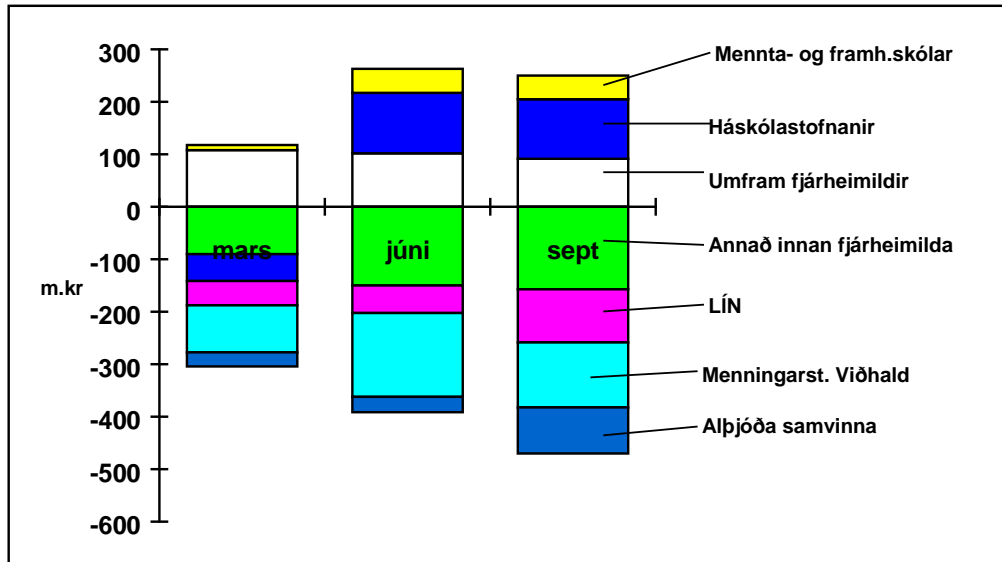 300
200
100
0
-100
-200
-300
-400
-500
-600
m.kr
mars
júni
sept
Mennta- og framh.skólar
Háskólastofnanir
Umfram fjárheimildir
Annað innan fjárheimilda
LÍN
Menningarst. Viðhald
Alþjóða samvinna